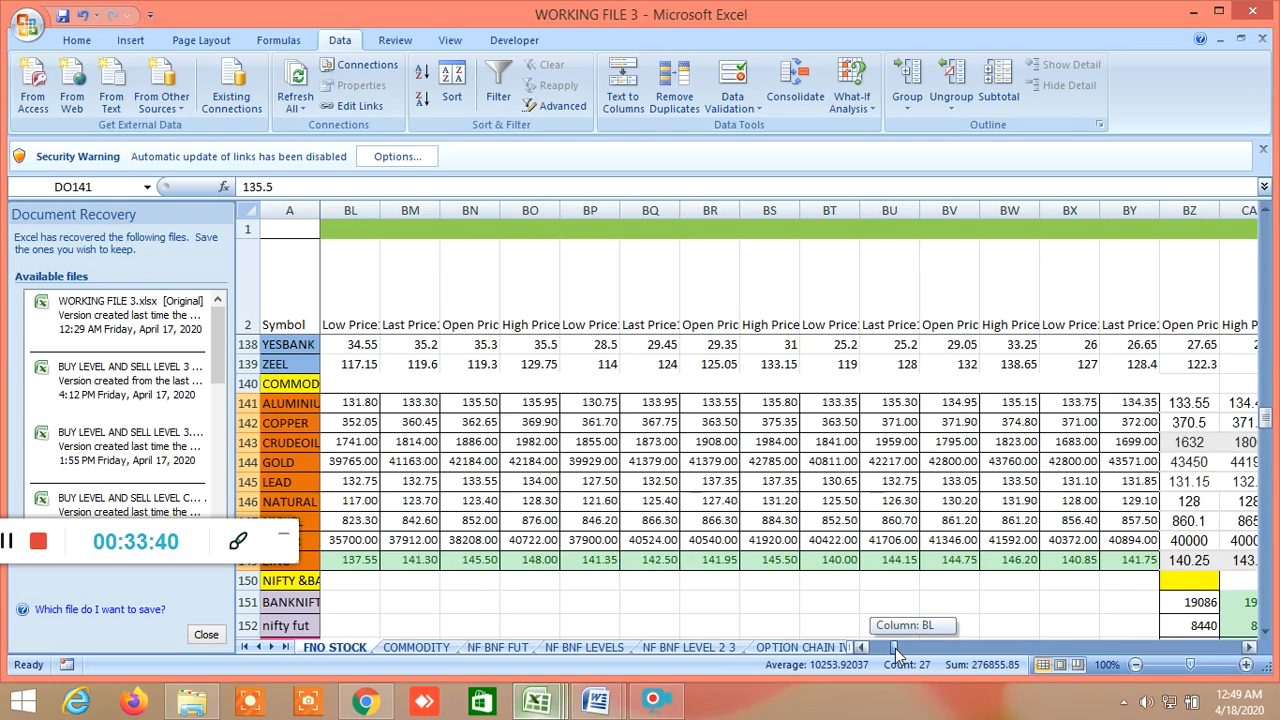 WORKING FILE 3 - Microsoft Excel
Home Insert Page Layout Formulas Data Review View Developer
From Access From Web From Text From Other Sources Existing Connections Refresh All Connections Properties Edit Links Sort Filter Clear Reapply Advanced Text to Columns Remove Duplicates Data Validation Consolidate What-If Analysis Group Ungroup Subtotal Show Detail Hide Detail
Get External Data Connections Sort & Filter Data Tools Outline
Security Warning Automatic update of links has been disabled Options...
DO141 fx 135.5
Document Recovery
Excel has recovered the following files. Save
the ones you wish to keep.
Available files
WORKING FILE 3.xlsx [Original]
Version created last time the ...
12:29 AM Friday, April 17, 2020
BUY LEVEL AND SELL LEVEL 3 ...
Version created from the last ...
4:12 PM Friday, April 17, 2020
BUY LEVEL AND SELL LEVEL 3....
Version created last time the ...
1:55 PM Friday, April 17, 2020
BUY LEVEL AND SELL LEVEL C...
Version created last time the ...
00:33:40
Which file do I want to save?
Close
A BL BM BN BO BP BQ BR BS BT BU BV BW BX BY BZ CA
1
2 Symbol Low Price Last Price Open Pric High Price Low Price Last Price Open Pric High Price Low Price Last Price Open Pric High Price Low Price Last Price Open Pric High P
138 YESBANK 34.55 35.2 35.3 35.5 28.5 29.45 29.35 31 25.2 25.2 29.05 33.25 26 26.65 27.65 2
139 ZEEL 117.15 119.6 129.75 114 124 125.05 133.15 119 128 132 138.65 127 128.4 122.3
140 COMMOD
141 ALUMINIU 131.80 133.30 135.50 135.95 130.75 133.95 133.55 135.80 133.35 135.30 134.95 135.15 133.75 134.35 133.55 134.
142 COPPER 352.05 360.45 362.65 369.90 361.70 367.75 363.30 375.35 363.50 371.00 371.90 374.80 371.00 372.00 370.5 371.
143 CRUDEOIL 1741.00 1814.00 1886.00 1982.00 1855.00 1873.00 1908.00 1984.00 1841.00 1959.00 1795.00 1823.00 1683.00 1699.00 1632 180
144 GOLD 39765.00 41163.00 42184.00 42184.00 39929.00 41379.00 41379.00 42785.00 40811.00 42217.00 42800.00 43760.00 42800.00 43571.00 43450 4419
145 LEAD 132.75 132.75 133.55 134.00 127.50 132.50 137.35 137.35 130.65 132.75 133.05 133.50 131.10 131.85 131.15 132.
146 NATURAL 117.00 123.70 123.40 128.30 121.60 125.40 127.40 131.20 125.50 126.30 130.20 131.90 128.00 129.10 128 128
823.30 842.60 852.00 876.00 846.20 866.30 866.30 884.30 852.50 860.70 861.20 861.20 856.40 857.50 860.1 865
35700.00 37912.00 38208.00 40722.00 37900.00 40524.00 40540.00 41920.00 40422.00 41706.00 41346.00 41592.00 40372.00 40894.00 40000 4000
137.55 141.30 145.50 148.00 141.35 142.50 141.95 150.35 140.00 144.15 144.75 146.20 140.85 141.75 140.25 143.
150 NIFTY &BA
151 BANKNIFT 19086 19
152 nifty fut 8440 8
Column: BL
FNO STOCK COMMODITY NF BNF FUT NF BNF LEVELS NF BNF LEVEL 2 3 OPTION CHAIN IV
Ready Average: 10253.92037 Count: 27 Sum: 276855.85 100%
12:49 AM
4/18/2020